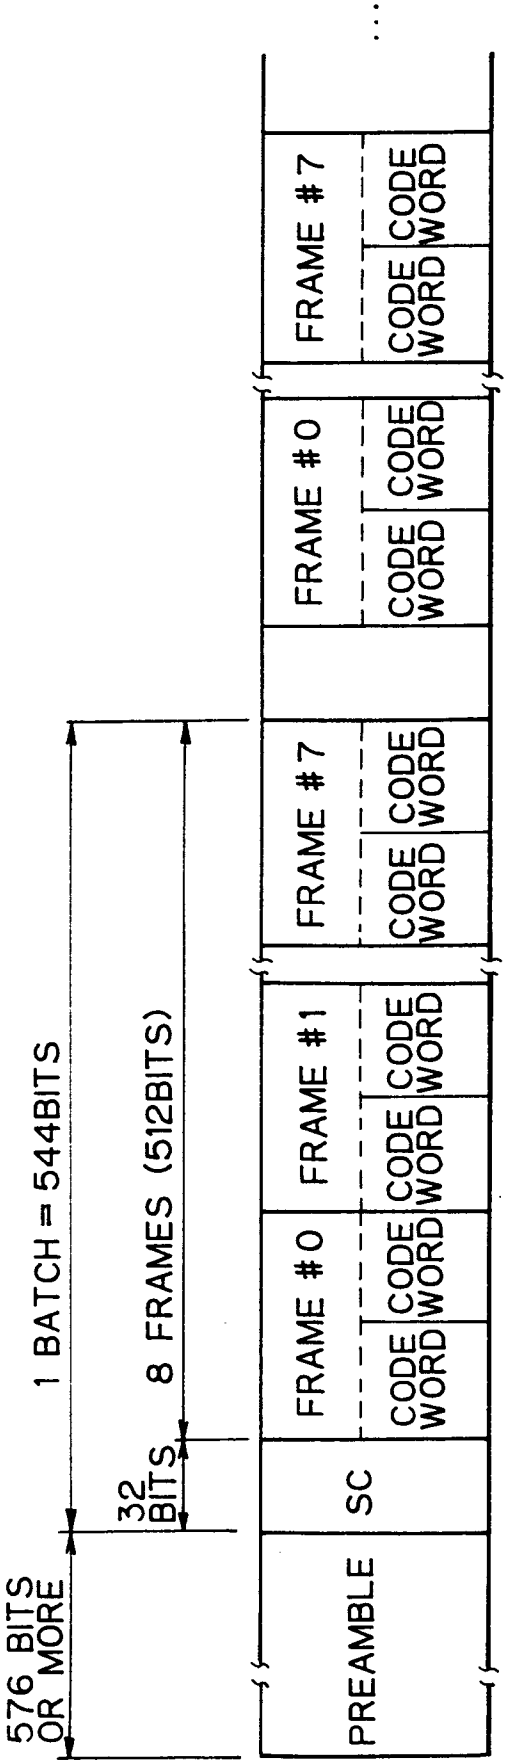 576 BITS
OR MORE
1 BATCH = 544BITS
32
BITS
8 FRAMES (512BITS)
PREAMBLE
SC
FRAME #0
CODE
WORD
CODE
WORD
FRAME #1
CODE
WORD
CODE
WORD
FRAME #7
CODE
WORD
CODE
WORD
FRAME #0
CODE
WORD
CODE
WORD
FRAME #7
CODE
WORD
CODE
WORD
....